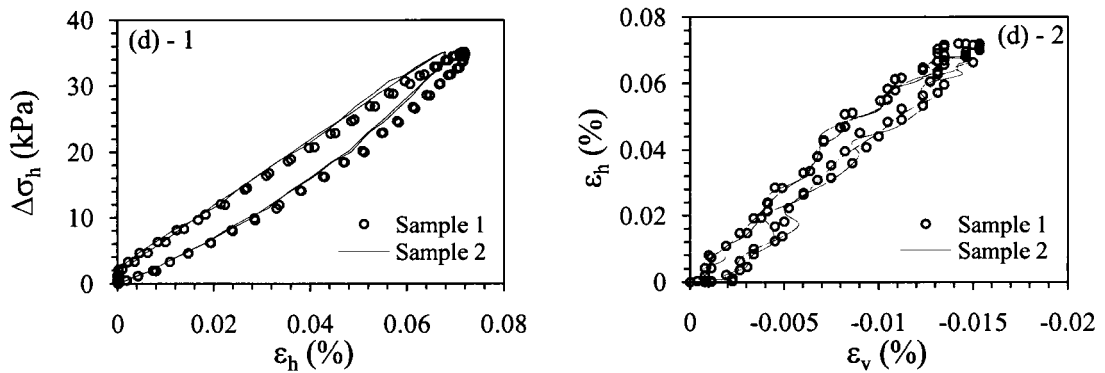 (d) - 1
40
30
20
10
0
Δσh (kPa)
Sample 1
Sample 2
0 0.02 0.04 0.06 0.08
εh (%)
(d) - 2
0.08
0.06
0.04
0.02
0
εh (%)
Sample 1
Sample 2
0 -0.005 -0.01 -0.015 -0.02
εv (%)